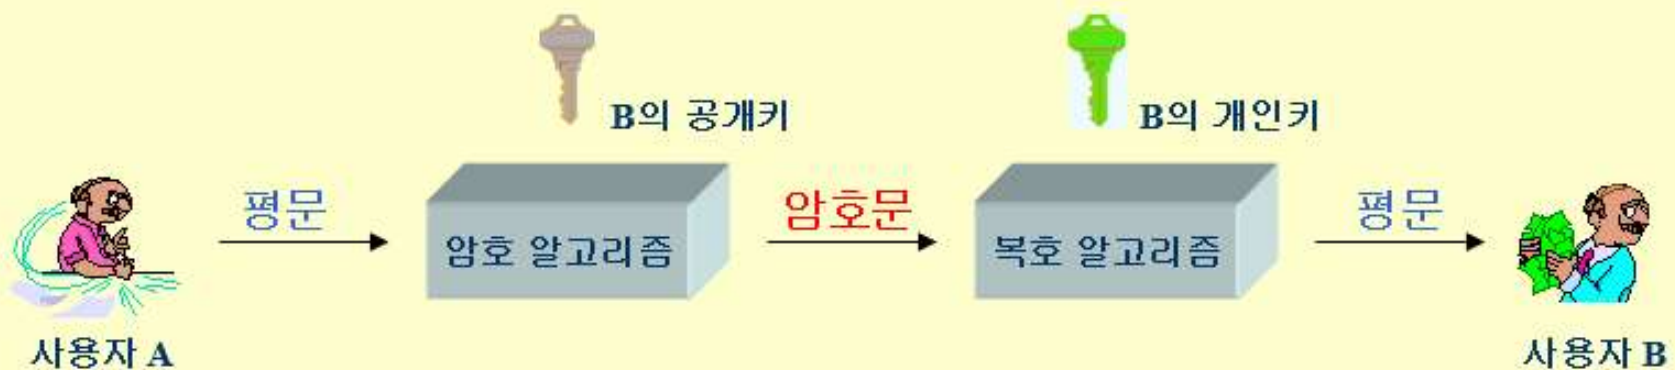 B의 공개키
B의 개인키
평문
암호 알고리즘
암호문
복호 알고리즘
평문
사용자 A
사용자 B